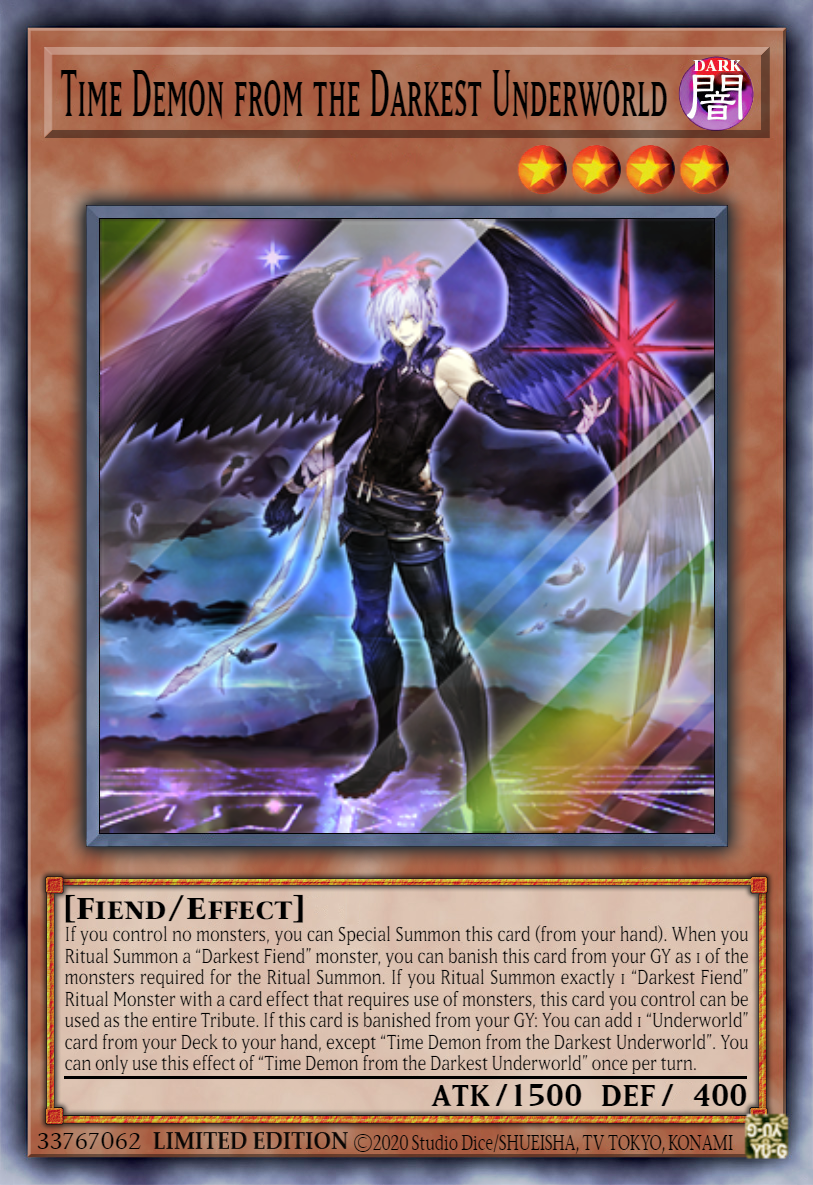 TIME DEMON FROM THE DARKEST UNDERWORLD
DARK
闇
[FIEND/EFFECT]
If you control no monsters, you can Special Summon this card (from your hand). When you
Ritual Summon a “Darkest Fiend” monster, you can banish this card from your GY as 1 of the
monsters required for the Ritual Summon. If you Ritual Summon exactly 1 “Darkest Fiend”
Ritual Monster with a card effect that requires use of monsters, this card you control can be
used as the entire Tribute. If this card is banished from your GY: You can add 1 “Underworld”
card from your Deck to your hand, except “Time Demon from the Darkest Underworld”. You
can only use this effect of “Time Demon from the Darkest Underworld” once per turn.
ATK/1500 DEF/ 400
33767062 LIMITED EDITION ©2020 Studio Dice/SHUEISHA, TV TOKYO, KONAMI